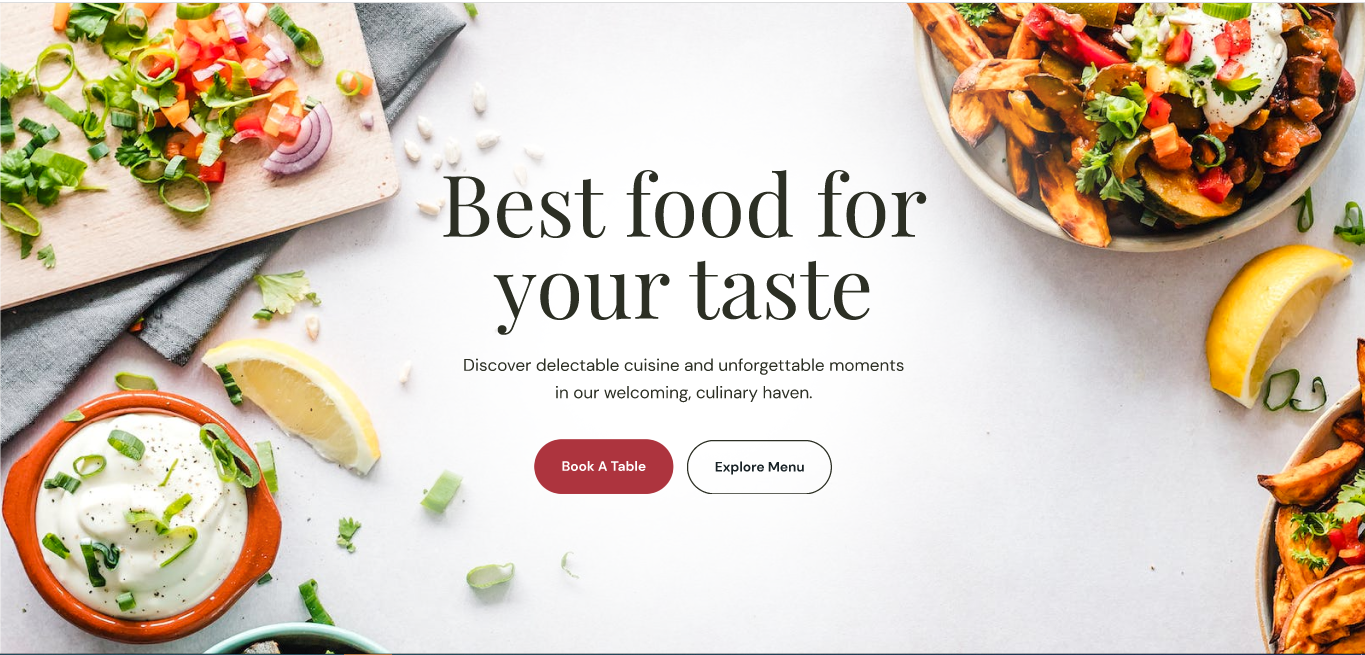 Best food for
your taste
Discover delectable cuisine and unforgettable moments
in our welcoming, culinary haven.
Book A Table
Explore Menu